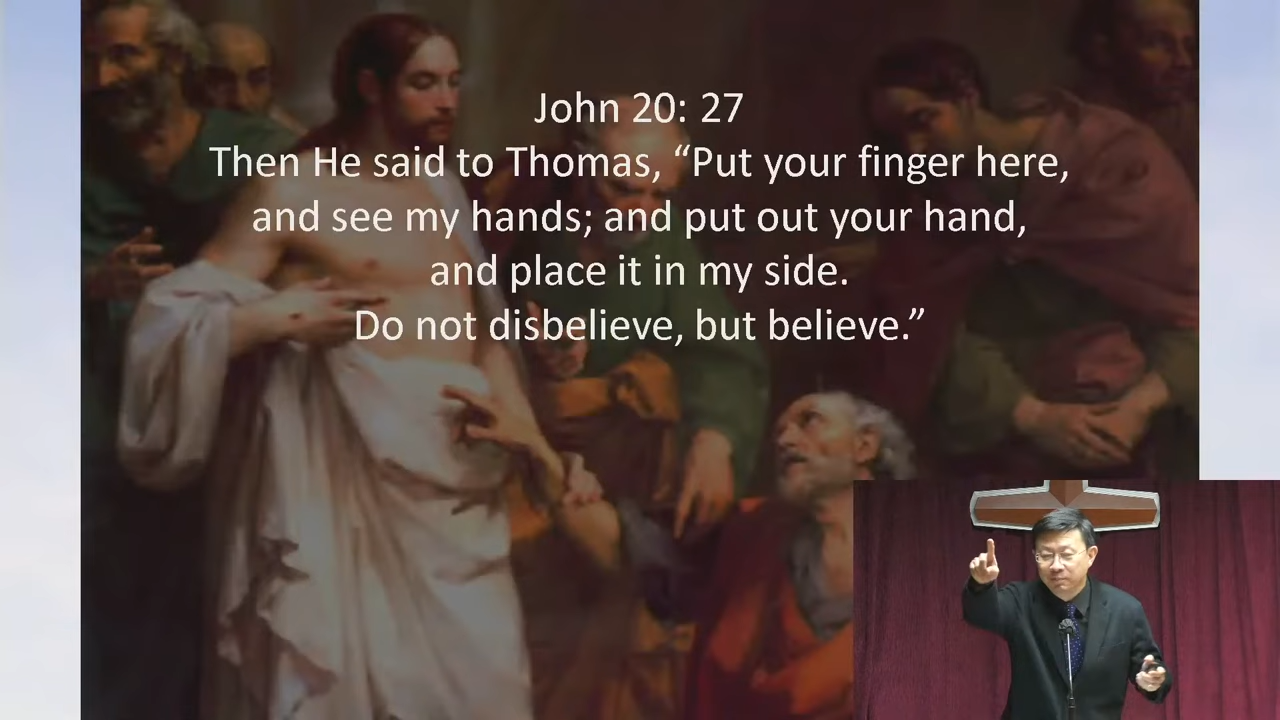 John 20: 27
Then He said to Thomas, “Put your finger here,
and see my hands; and put out your hand,
and place it in my side.
Do not disbelieve, but believe.”